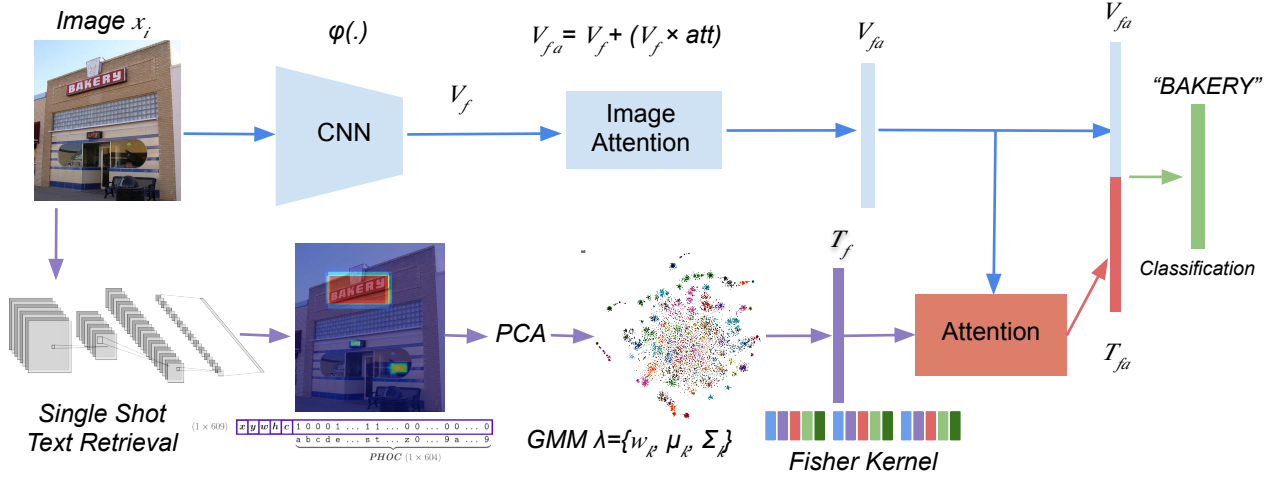 Image x_i
φ(.)
V_fa = V_f + (V_f × att)
V_fa
V_fa
BAKERY
CNN
V_f
Image
Attention
“BAKERY”
Classification
T_f
BAKERY
PCA
Attention
T_fa
Single Shot
Text Retrieval
(1 × 609) x y w h c 1 0 0 0 1 ... 1 1 ... 0 0 ... 0 0 ... 0
a b c d e ... s t ... z 0 ... 9 a ... 9
PHOC (1 × 604)
GMM λ={w_k, μ_k, Σ_k}
Fisher Kernel